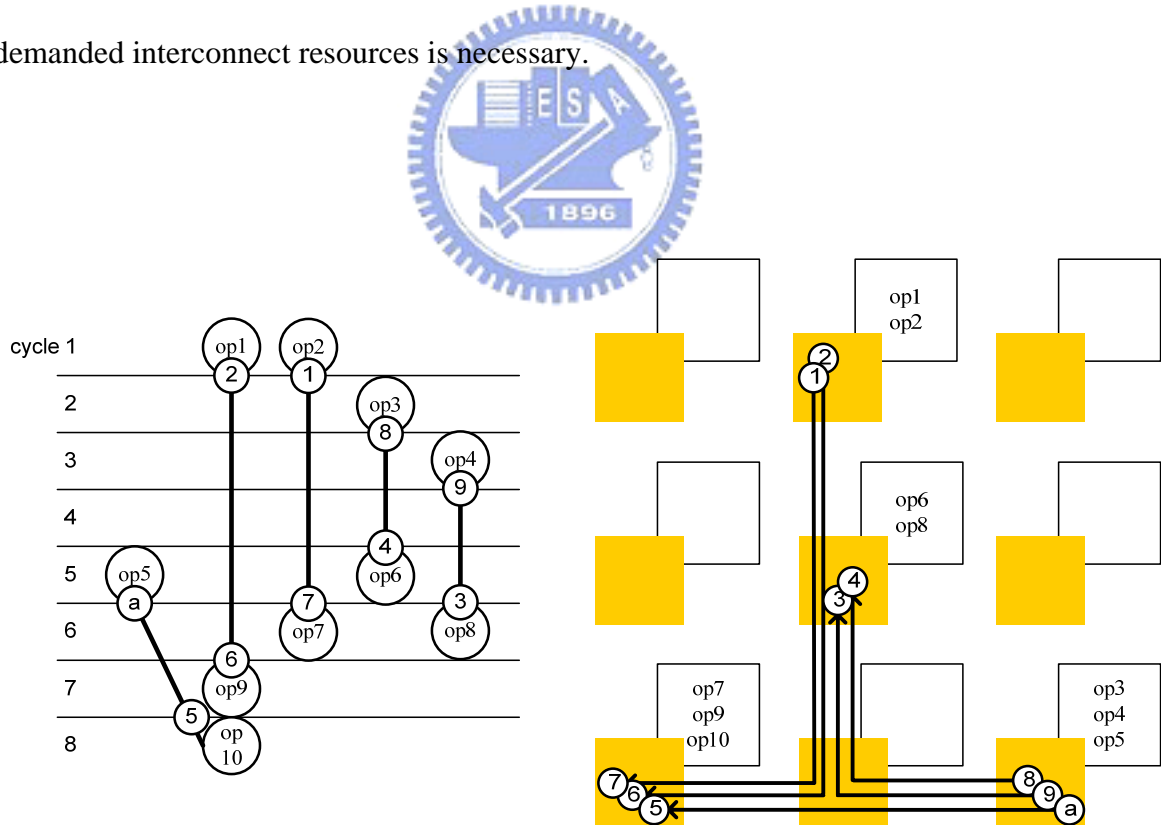 demanded interconnect resources is necessary.
E S A
1896
cycle 1
2
3
4
5
6
7
8
op1
2
op2
1
op3
8
op4
9
4
op6
op5
a
7
op7
3
op8
6
op9
5
op
10
op1
op2
2
1
op6
op8
4
3
op7
op9
op10
op3
op4
op5
7
6
5
8
9
a